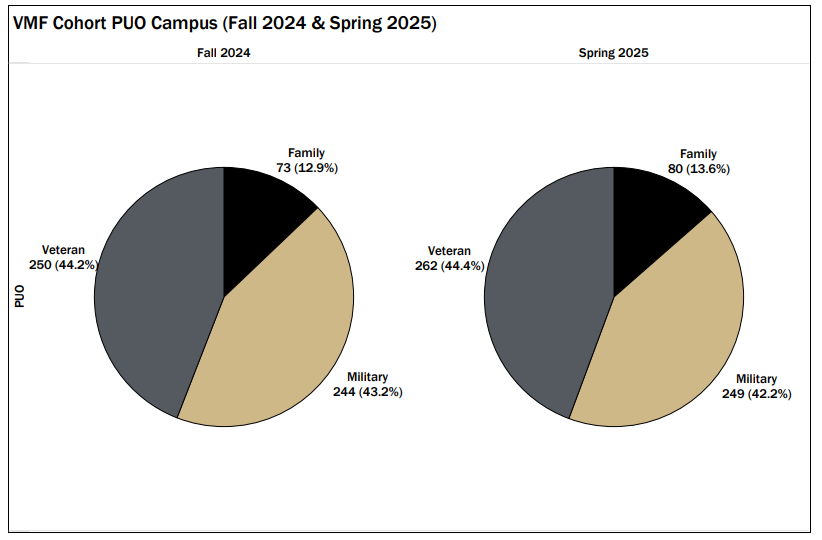 VMF Cohort PUO Campus (Fall 2024 & Spring 2025)
Fall 2024
Spring 2025
PUO
Family
73 (12.9%)
Veteran
250 (44.2%)
Military
244 (43.2%)
Family
80 (13.6%)
Veteran
262 (44.4%)
Military
249 (42.2%)